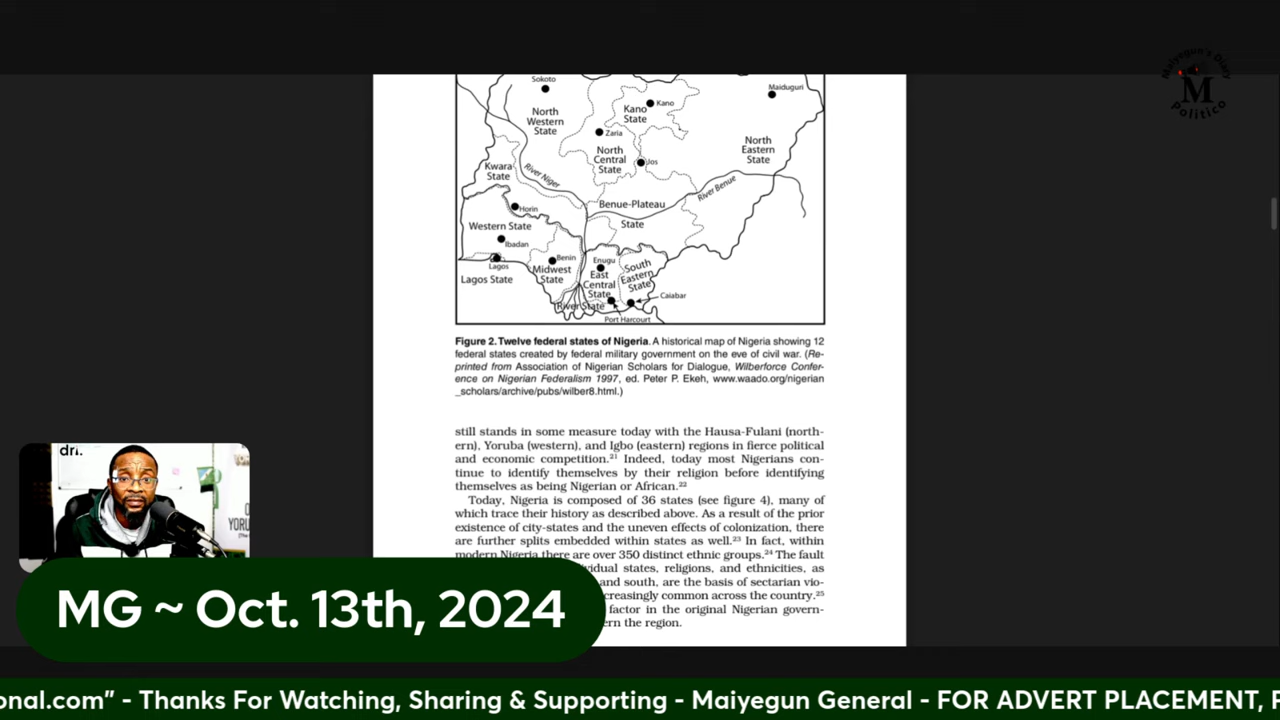 Maiyegun's Diary
M
Politico
Sokoto
Maiduguri
Kano
Kano
State
North
Western
State
Zaria
North
Central
State
Jos
North
Eastern
State
Kwara
State
River Niger
River Benue
Benue-Plateau
State
Horin
Western State
Ibadan
Lagos
Lagos State
Benin
Midwest
State
Enugu
East
Central
State
South
Eastern
State
River State
Caiabar
Port Harcourt
Figure 2. Twelve federal states of Nigeria. A historical map of Nigeria showing 12
federal states created by federal military government on the eve of civil war. (Re-
printed from Association of Nigerian Scholars for Dialogue, Wilberforce Confer-
ence on Nigerian Federalism 1997, ed. Peter P. Ekeh, www.waado.org/nigerian
_scholars/archive/pubs/wilber8.html.)
still stands in some measure today with the Hausa-Fulani (north-
ern), Yoruba (western), and Igbo (eastern) regions in fierce political
and economic competition.²¹ Indeed, today most Nigerians con-
tinue to identify themselves by their religion before identifying
themselves as being Nigerian or African.²²
Today, Nigeria is composed of 36 states (see figure 4), many of
which trace their history as described above. As a result of the prior
existence of city-states and the uneven effects of colonization, there
are further splits embedded within states as well.²³ In fact, within
modern Nigeria there are over 350 distinct ethnic groups.²⁴ The fault
vidual states, religions, and ethnicities, as
and south, are the basis of sectarian vio-
creasingly common across the country.²⁵
factor in the original Nigerian govern-
ern the region.
dri.
YORU
MG ~ Oct. 13th, 2024
onal.com" - Thanks For Watching, Sharing & Supporting - Maiyegun General - FOR ADVERT PLACEMENT, P